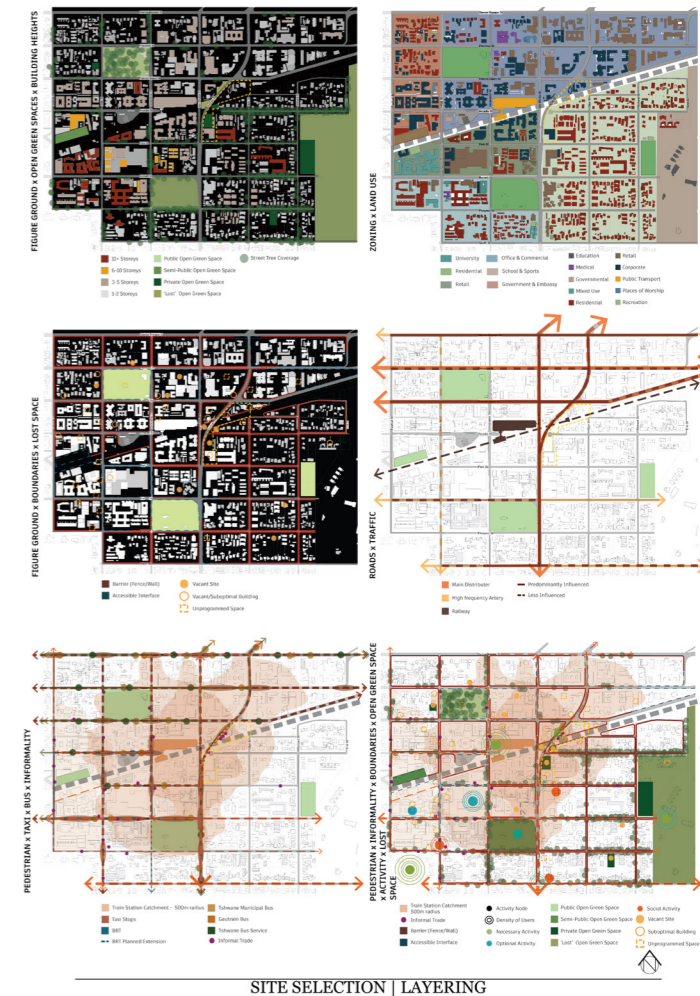 FIGURE GROUND x OPEN GREEN SPACES x BUILDING HEIGHTS
10+ Storeys
6-10 Storeys
3-5 Storeys
1-2 Storeys
Public Open Green Space
Semi-Public Open Green Space
Private Open Green Space
'Lost' Open Green Space
Street Tree Coverage
ZONING x LAND USE
University
Residential
Retail
Office & Commercial
School & Sports
Government & Embassy
Education
Medical
Governmental
Mixed Use
Residential
Retail
Corporate
Public Transport
Places of Worship
Recreation
FIGURE GROUND x BOUNDARIES x LOST SPACE
Barrier (Fence/Wall)
Accessible Interface
Vacant Site
Vacant/Suboptimal Building
Unprogrammed Space
ROADS x TRAFFIC
Main Distributer
High Frequency Artery
Railway
Predominantly Influenced
Less Influenced
PEDESTRIAN x TAXI x BUS x INFORMALITY
Train Station Catchment - 500m radius
Taxi Stops
BRT
BRT Planned Extension
Tshwane Municipal Bus
Gautrain Bus
Tshwane Bus Service
Informal Trade
PEDESTRIAN x INFORMALITY x BOUNDARIES x OPEN GREEN SPACE
x ACTIVITY x LOST
SPACE
Train Station Catchment
500m radius
Informal Trade
Barrier (Fence/Wall)
Accessible Interface
Activity Node
Density of Users
Necessary Activity
Optional Activity
Public Open Green Space
Semi-Public Open Green Space
Private Open Green Space
'Lost' Open Green Space
Social Activity
Vacant Site
Suboptimal Building
Unprogrammed Space
N
SITE SELECTION | LAYERING